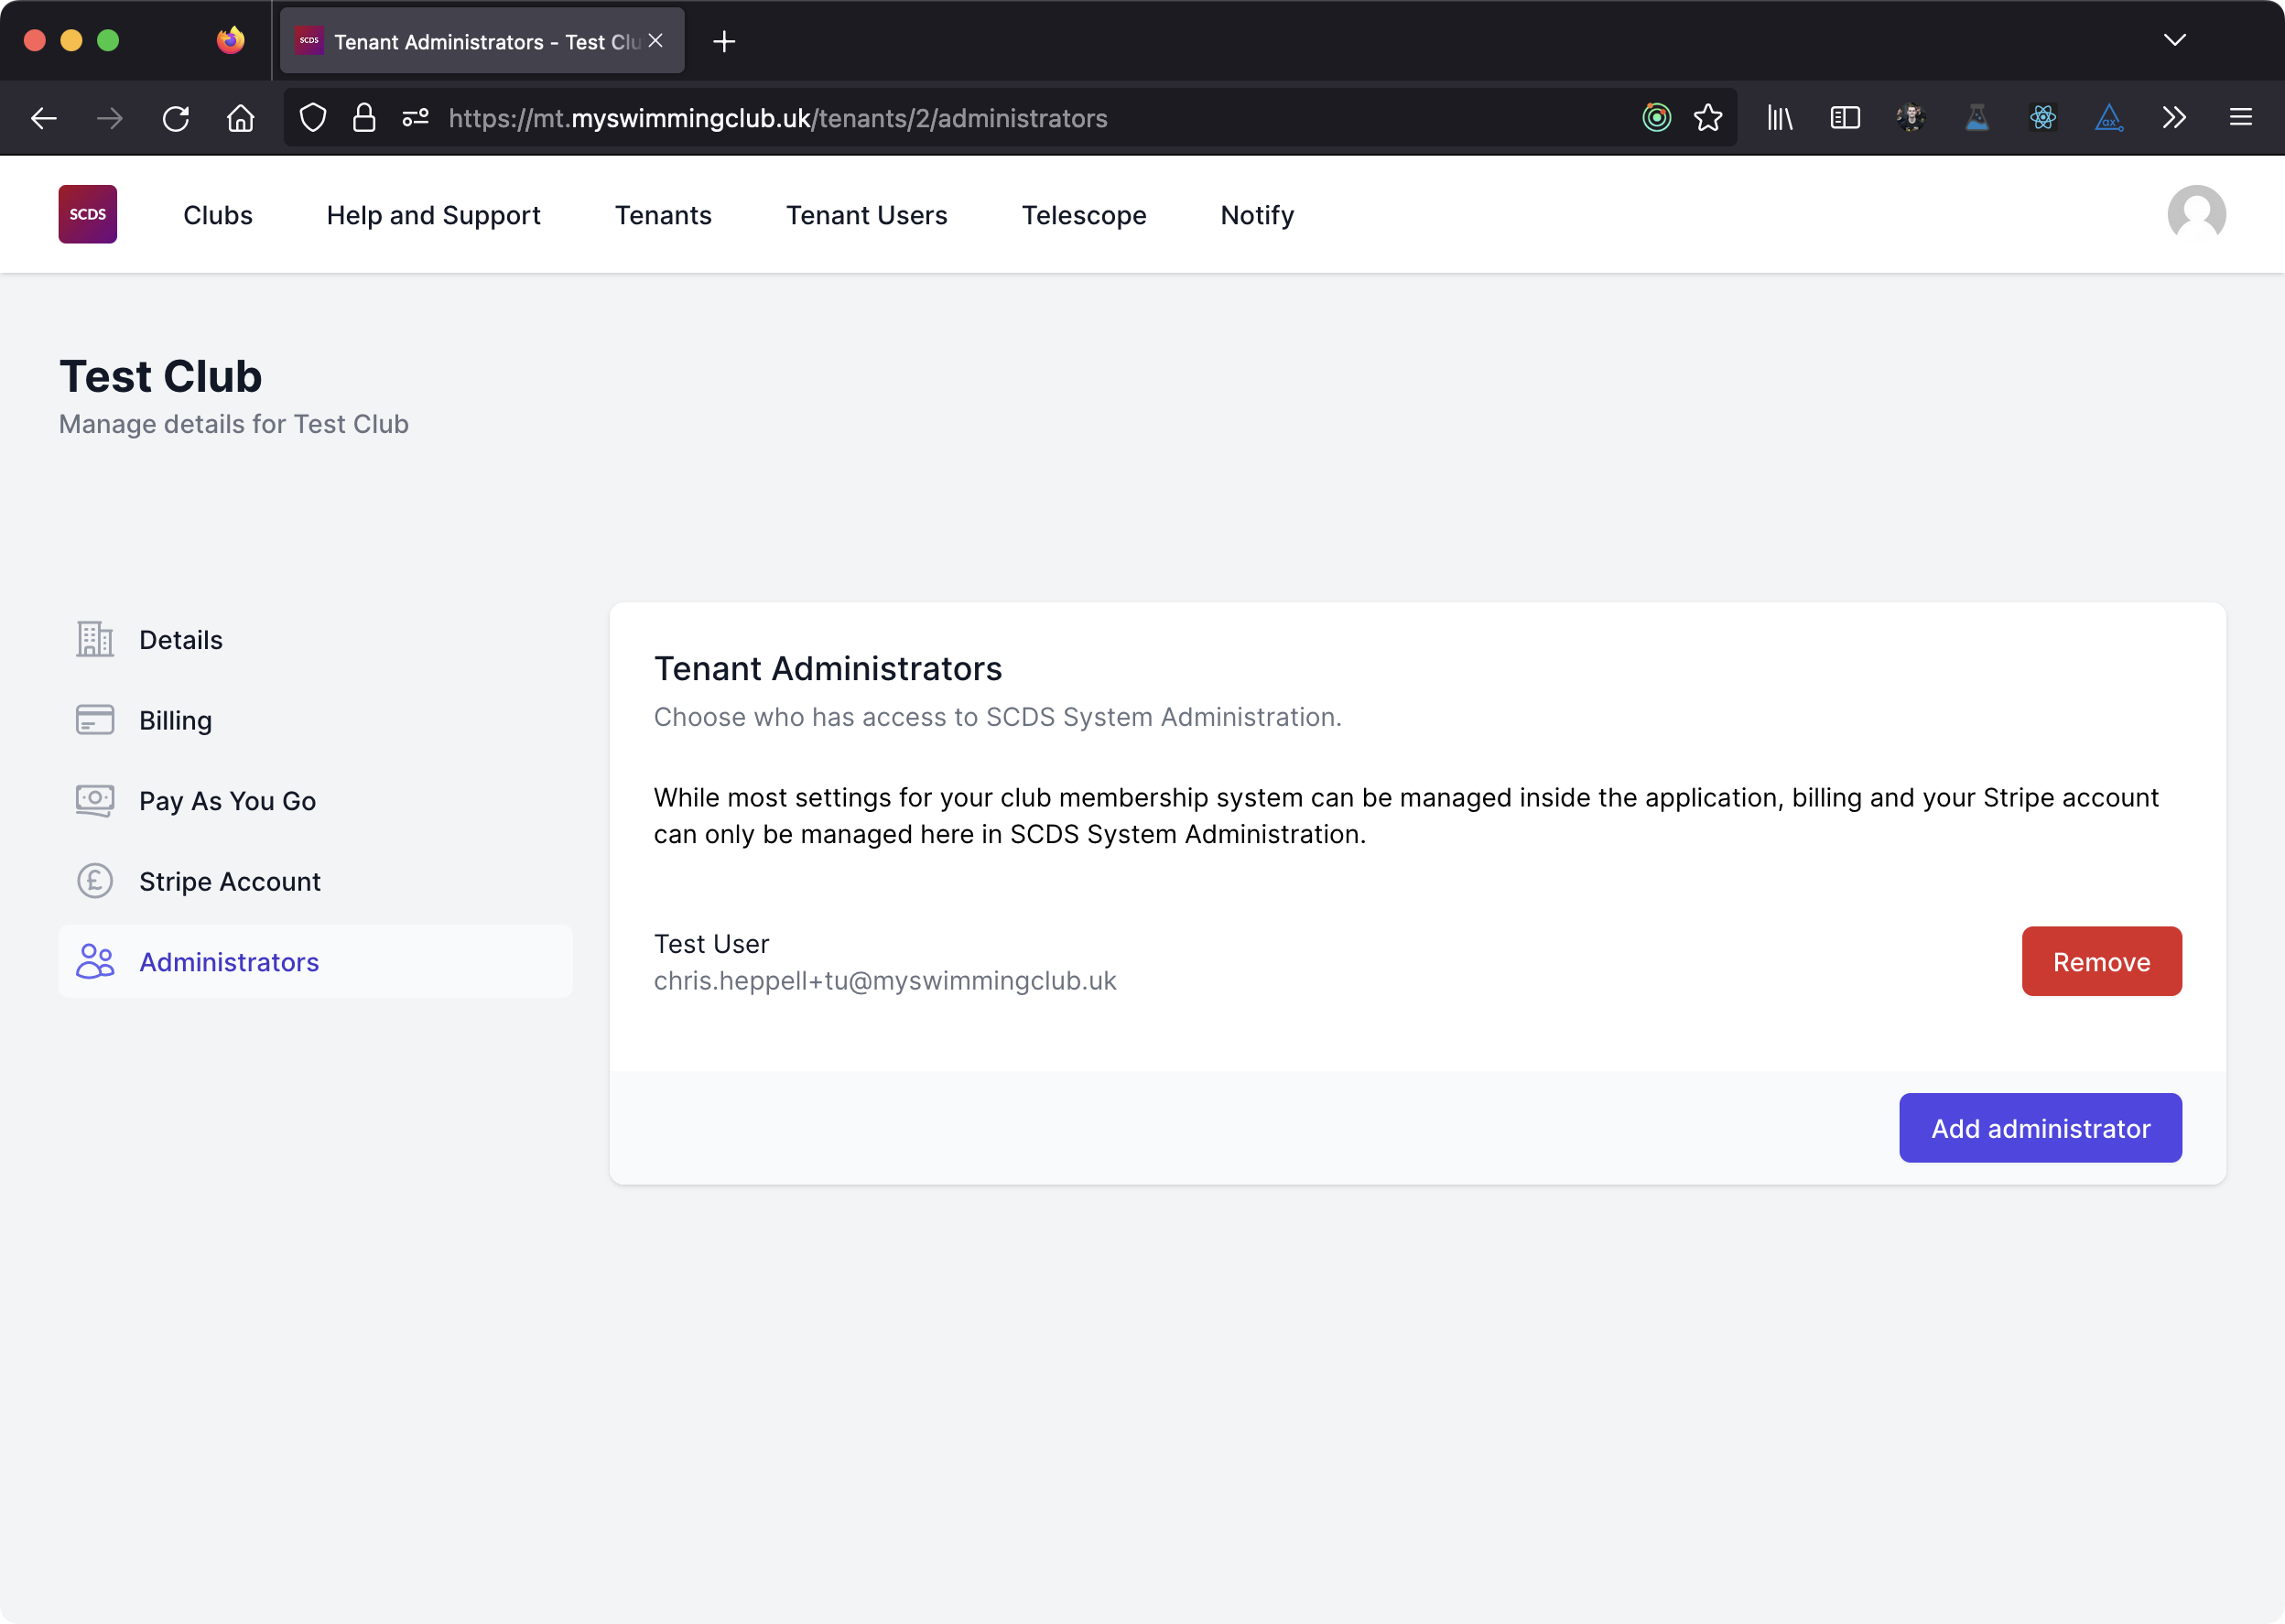 SCDS
Tenant Administrators - Test Clu
https://mt.myswimmingclub.uk/tenants/2/administrators
ax
SCDS
Clubs
Help and Support
Tenants
Tenant Users
Telescope
Notify
Test Club
Manage details for Test Club
Details
Billing
Pay As You Go
£
Stripe Account
Administrators
Tenant Administrators
Choose who has access to SCDS System Administration.
While most settings for your club membership system can be managed inside the application, billing and your Stripe account
can only be managed here in SCDS System Administration.
Test User
chris.heppell+tu@myswimmingclub.uk
Remove
Add administrator